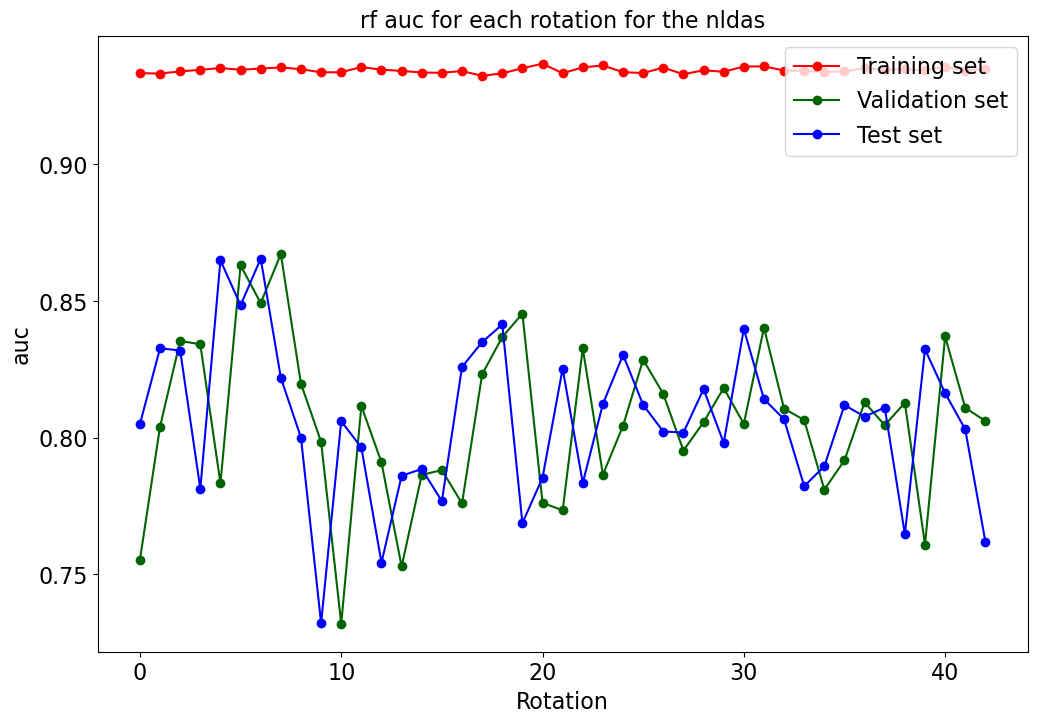 rf auc for each rotation for the nldas
Training set
Validation set
Test set
auc
0.90
0.85
0.80
0.75
0
10
20
30
40
Rotation